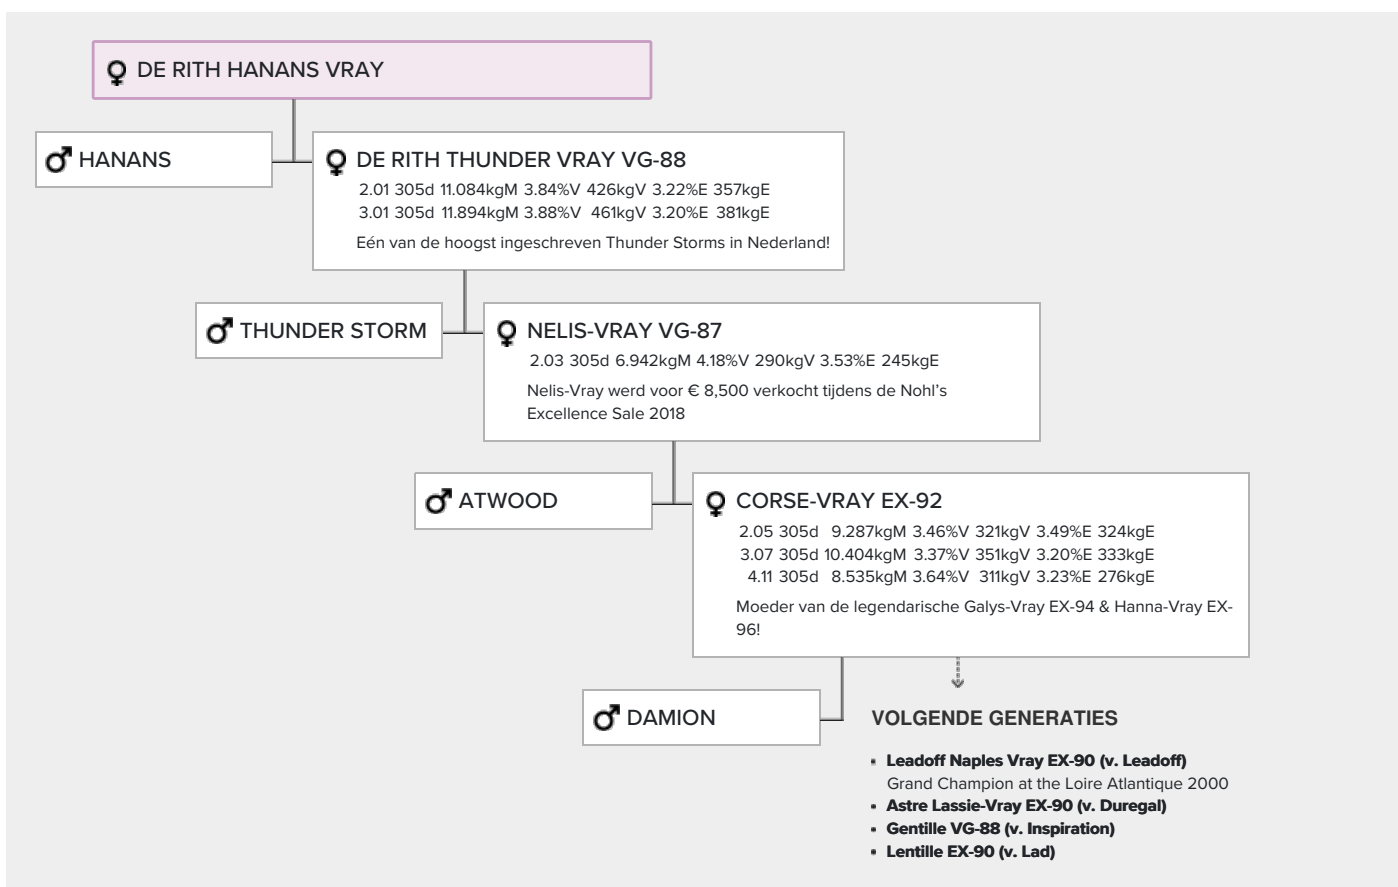 DE RITH HANANS VRAY
HANANS
DE RITH THUNDER VRAY VG-88
2.01 305d 11.084kgM 3.84%V 426kgV 3.22%E 357kgE
3.01 305d 11.894kgM 3.88%V 461kgV 3.20%E 381kgE
Eén van de hoogst ingeschreven Thunder Storms in Nederland!
THUNDER STORM
NELIS-VRAY VG-87
2.03 305d 6.942kgM 4.18%V 290kgV 3.53%E 245kgE
Nelis-Vray werd voor € 8,500 verkocht tijdens de Nohl's
Excellence Sale 2018
ATWOOD
CORSE-VRAY EX-92
2.05 305d 9.287kgM 3.46%V 321kgV 3.49%E 324kgE
3.07 305d 10.404kgM 3.37%V 351kgV 3.20%E 333kgE
4.11 305d 8.535kgM 3.64%V 311kgV 3.23%E 276kgE
Moeder van de legendarische Galys-Vray EX-94 & Hanna-Vray EX-
96!
DAMION
VOLGENDE GENERATIES
• Leadoff Naples Vray EX-90 (v. Leadoff)
Grand Champion at the Loire Atlantique 2000
• Astre Lassie-Vray EX-90 (v. Duregal)
• Gentille VG-88 (v. Inspiration)
• Lentille EX-90 (v. Lad)